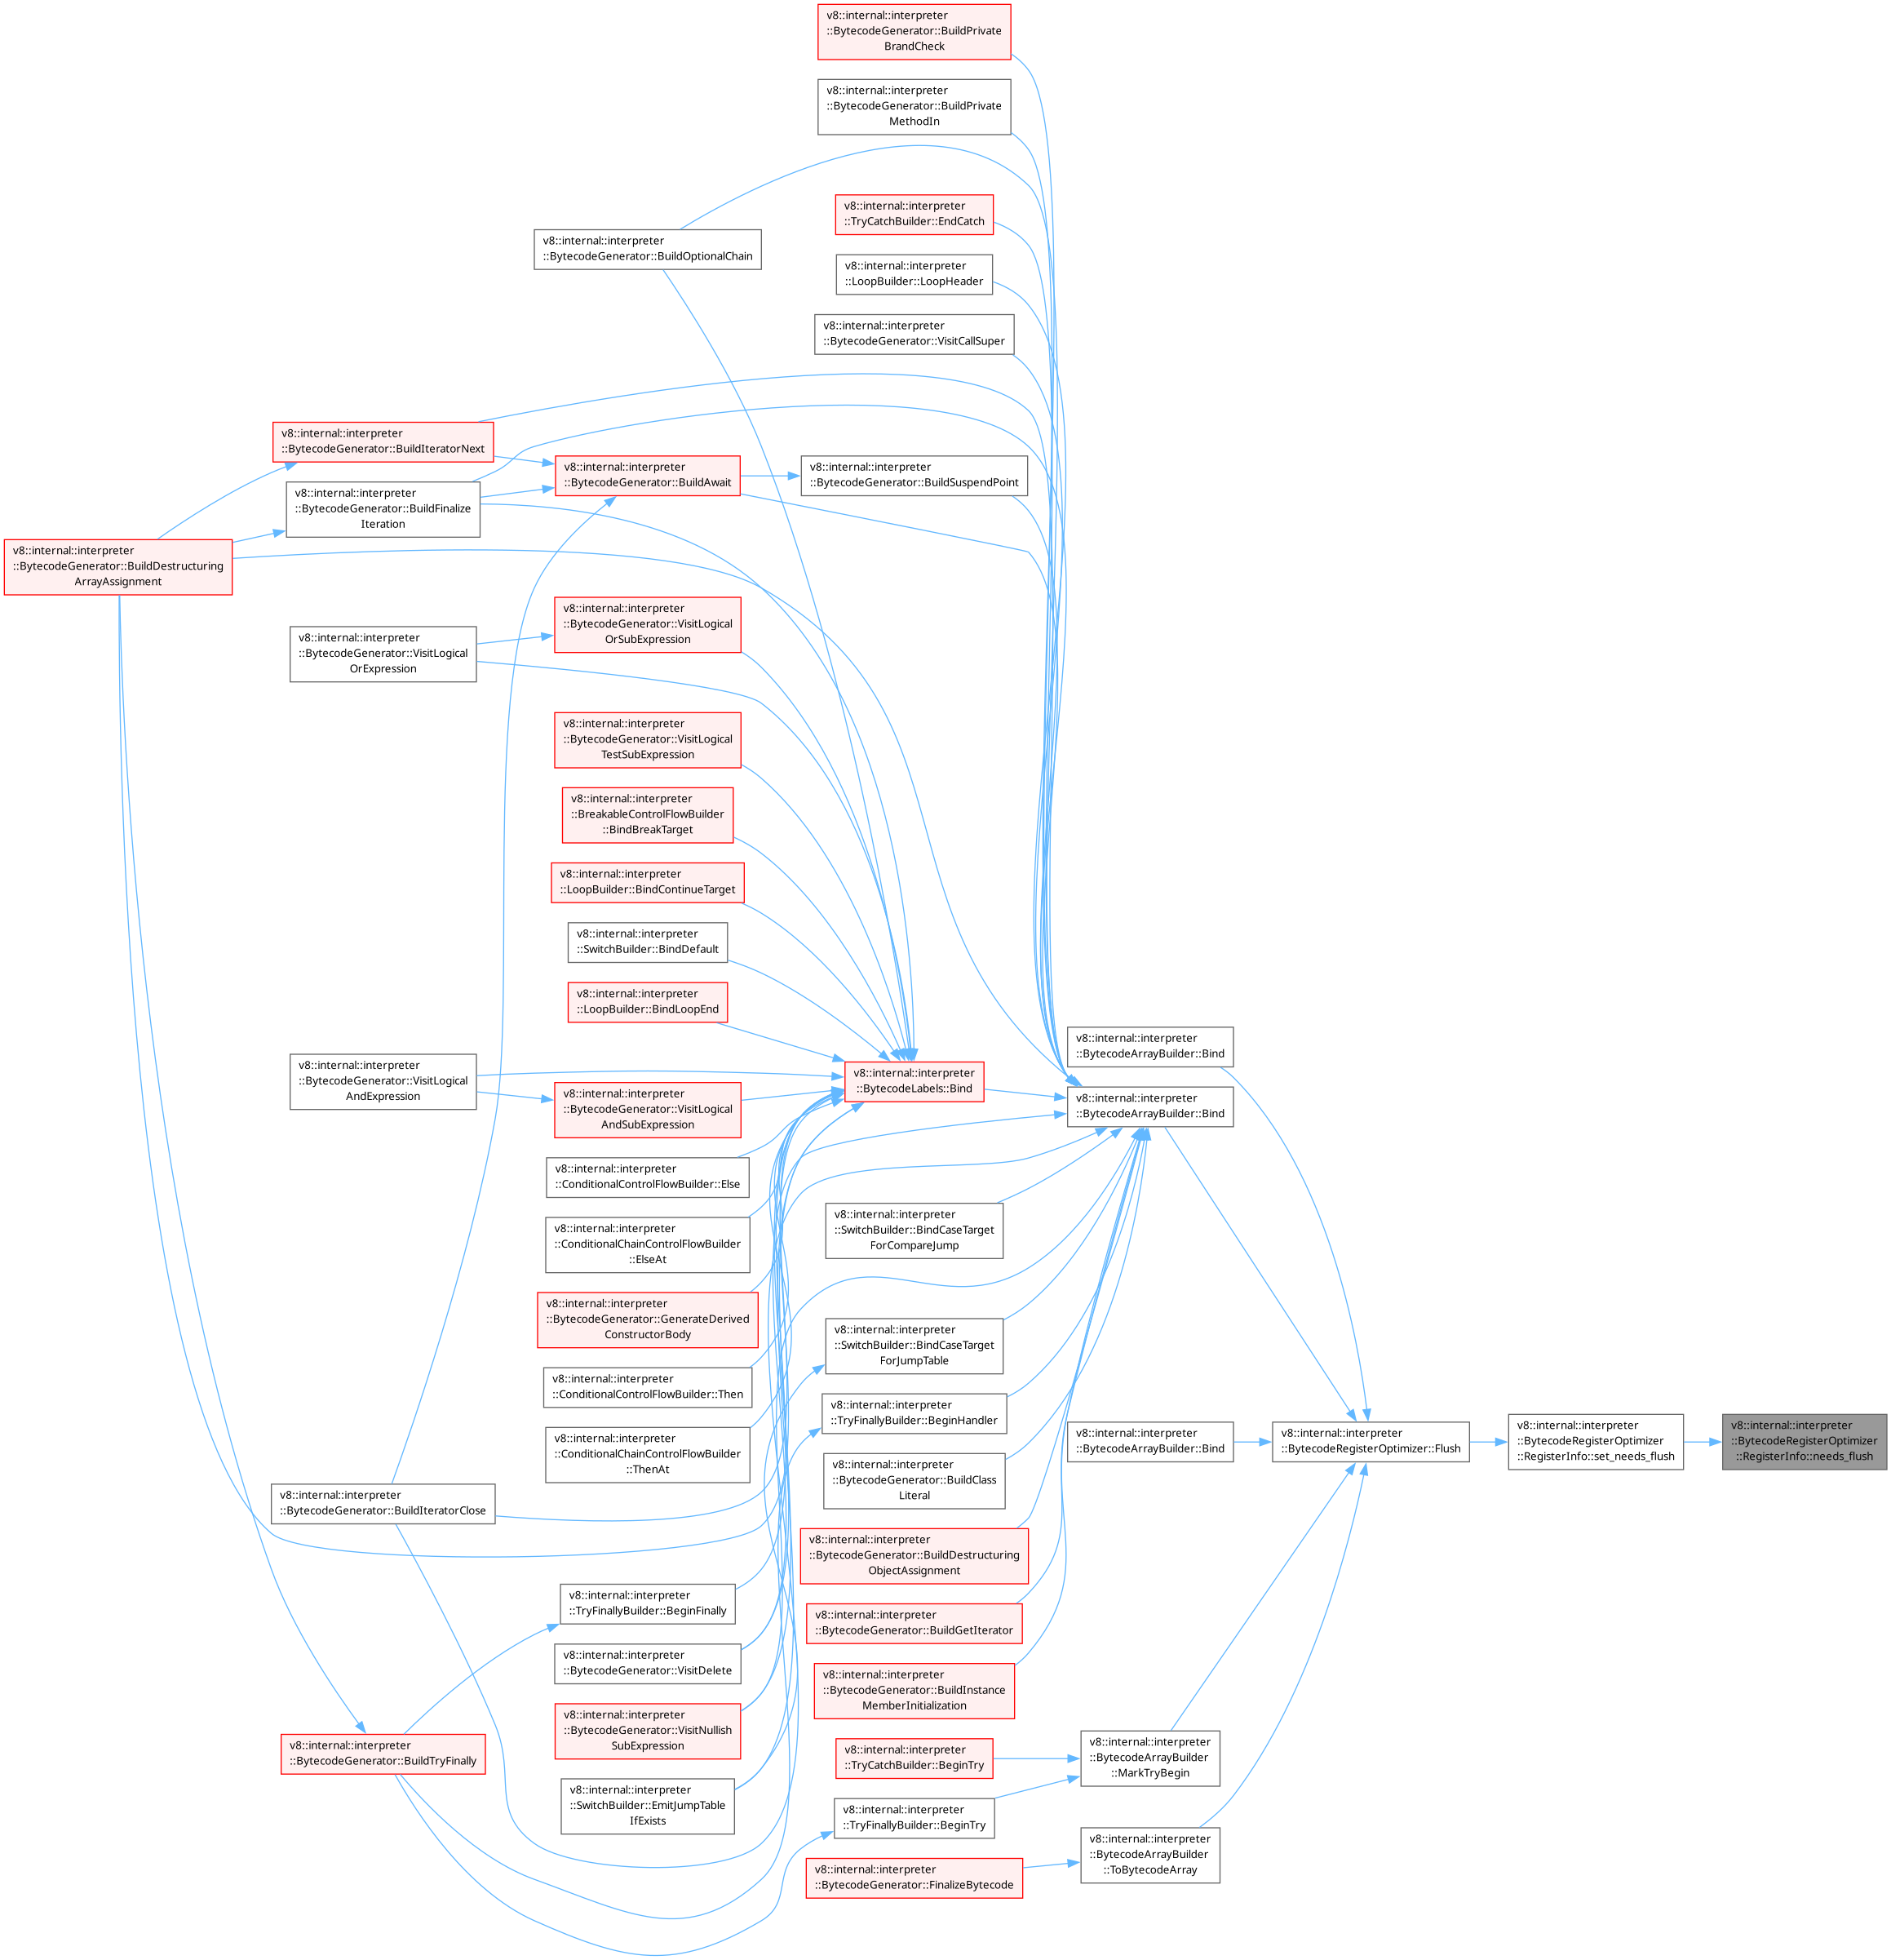 v8::internal::interpreter
::BytecodeGenerator::BuildPrivate
BrandCheck
v8::internal::interpreter
::BytecodeGenerator::BuildPrivate
MethodIn
v8::internal::interpreter
::TryCatchBuilder::EndCatch
v8::internal::interpreter
::BytecodeGenerator::BuildOptionalChain
v8::internal::interpreter
::LoopBuilder::LoopHeader
v8::internal::interpreter
::BytecodeGenerator::VisitCallSuper
v8::internal::interpreter
::BytecodeGenerator::BuildIteratorNext
v8::internal::interpreter
::BytecodeGenerator::BuildAwait
v8::internal::interpreter
::BytecodeGenerator::BuildSuspendPoint
v8::internal::interpreter
::BytecodeGenerator::BuildFinalize
Iteration
v8::internal::interpreter
::BytecodeGenerator::BuildDestructuring
ArrayAssignment
v8::internal::interpreter
::BytecodeGenerator::VisitLogical
OrSubExpression
v8::internal::interpreter
::BytecodeGenerator::VisitLogical
OrExpression
v8::internal::interpreter
::BytecodeGenerator::VisitLogical
TestSubExpression
v8::internal::interpreter
::BreakableControlFlowBuilder
::BindBreakTarget
v8::internal::interpreter
::LoopBuilder::BindContinueTarget
v8::internal::interpreter
::SwitchBuilder::BindDefault
v8::internal::interpreter
::LoopBuilder::BindLoopEnd
v8::internal::interpreter
::BytecodeArrayBuilder::Bind
v8::internal::interpreter
::BytecodeGenerator::VisitLogical
AndExpression
v8::internal::interpreter
::BytecodeLabels::Bind
v8::internal::interpreter
::BytecodeGenerator::VisitLogical
AndSubExpression
v8::internal::interpreter
::BytecodeArrayBuilder::Bind
v8::internal::interpreter
::ConditionalControlFlowBuilder::Else
v8::internal::interpreter
::SwitchBuilder::BindCaseTarget
ForCompareJump
v8::internal::interpreter
::ConditionalChainControlFlowBuilder
::ElseAt
v8::internal::interpreter
::BytecodeGenerator::GenerateDerived
ConstructorBody
v8::internal::interpreter
::SwitchBuilder::BindCaseTarget
ForJumpTable
v8::internal::interpreter
::ConditionalControlFlowBuilder::Then
v8::internal::interpreter
::TryFinallyBuilder::BeginHandler
v8::internal::interpreter
::ConditionalChainControlFlowBuilder
::ThenAt
v8::internal::interpreter
::BytecodeArrayBuilder::Bind
v8::internal::interpreter
::BytecodeRegisterOptimizer::Flush
v8::internal::interpreter
::BytecodeRegisterOptimizer
::RegisterInfo::set_needs_flush
v8::internal::interpreter
::BytecodeRegisterOptimizer
::RegisterInfo::needs_flush
v8::internal::interpreter
::BytecodeGenerator::BuildClass
Literal
v8::internal::interpreter
::BytecodeGenerator::BuildIteratorClose
v8::internal::interpreter
::BytecodeGenerator::BuildDestructuring
ObjectAssignment
v8::internal::interpreter
::TryFinallyBuilder::BeginFinally
v8::internal::interpreter
::BytecodeGenerator::BuildGetIterator
v8::internal::interpreter
::BytecodeGenerator::VisitDelete
v8::internal::interpreter
::BytecodeGenerator::BuildInstance
MemberInitialization
v8::internal::interpreter
::BytecodeGenerator::VisitNullish
SubExpression
v8::internal::interpreter
::BytecodeGenerator::BuildTryFinally
v8::internal::interpreter
::TryCatchBuilder::BeginTry
v8::internal::interpreter
::BytecodeArrayBuilder
::MarkTryBegin
v8::internal::interpreter
::SwitchBuilder::EmitJumpTable
IfExists
v8::internal::interpreter
::TryFinallyBuilder::BeginTry
v8::internal::interpreter
::BytecodeArrayBuilder
::ToBytecodeArray
v8::internal::interpreter
::BytecodeGenerator::FinalizeBytecode